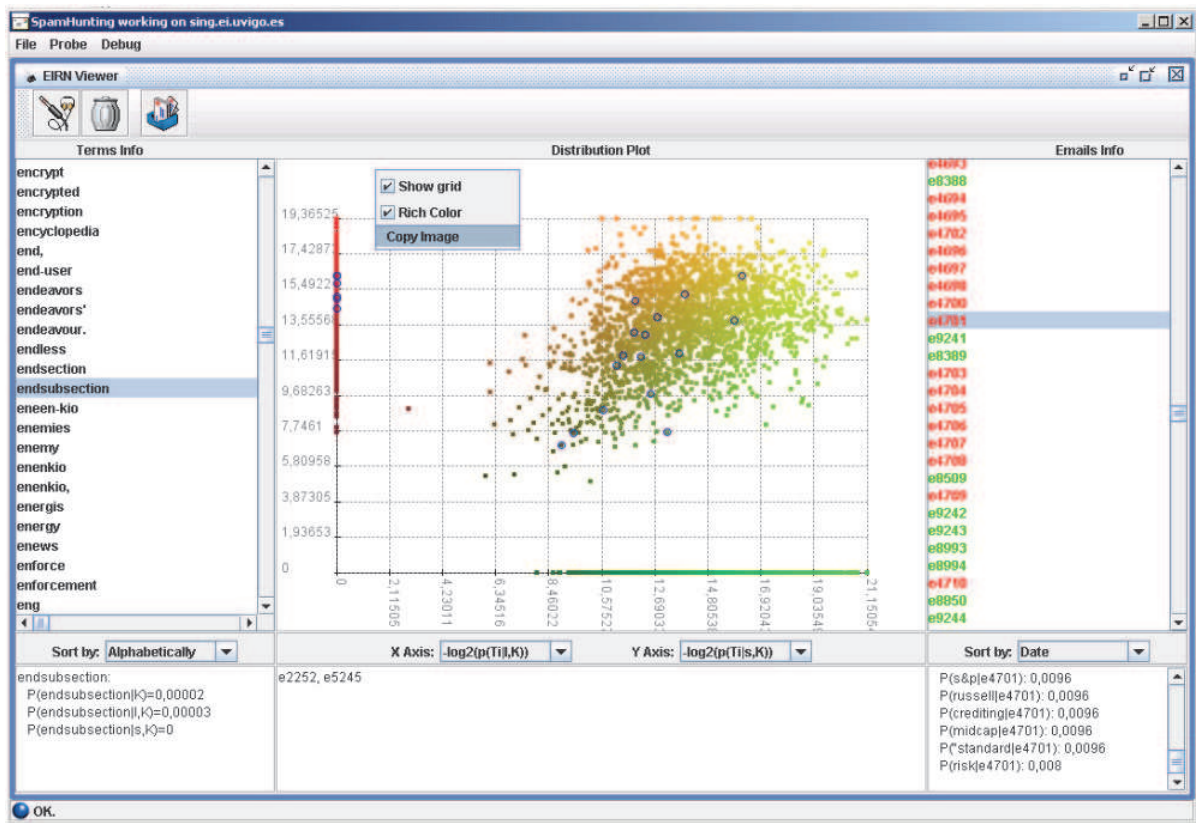 SpamHunting working on sing.ei.uvigo.es
File Probe Debug
EIRN Viewer
Terms Info
Distribution Plot
Emails Info
encrypt
encrypted
encryption
encyclopedia
end,
end-user
endeavors
endeavors'
endeavour.
endless
endsection
endsubsection
eneen-kio
enemies
enemy
enenkio
enenkio,
energis
energy
enews
enforce
enforcement
eng
Show grid
Rich Color
Copy Image
19,36525
17,42873
15,4922
13,55568
11,61915
9,68263
7,7461
5,80958
3,87305
1,93653
0
0
2,11505
4,23011
6,34516
8,46022
10,57527
12,69033
14,80538
16,92043
19,03549
21,15054
e4693
e8388
e4694
e4695
e4702
e4696
e4697
e4698
e4700
e4701
e9241
e8389
e4703
e4704
e4705
e4706
e4707
e4708
e8509
e4709
e9242
e9243
e8993
e8994
e4710
e8850
e9244
Sort by: Alphabetically
X Axis: -log2(p(Ti|l,K))
Y Axis: -log2(p(Ti|s,K))
Sort by: Date
endsubsection:
P(endsubsection|K)=0,00002
P(endsubsection|l,K)=0,00003
P(endsubsection|s,K)=0
e2252, e5245
P(s&p|e4701): 0,0096
P(russell|e4701): 0,0096
P(crediting|e4701): 0,0096
P(midcap|e4701): 0,0096
P("standard|e4701): 0,0096
P(risk|e4701): 0,008
OK.